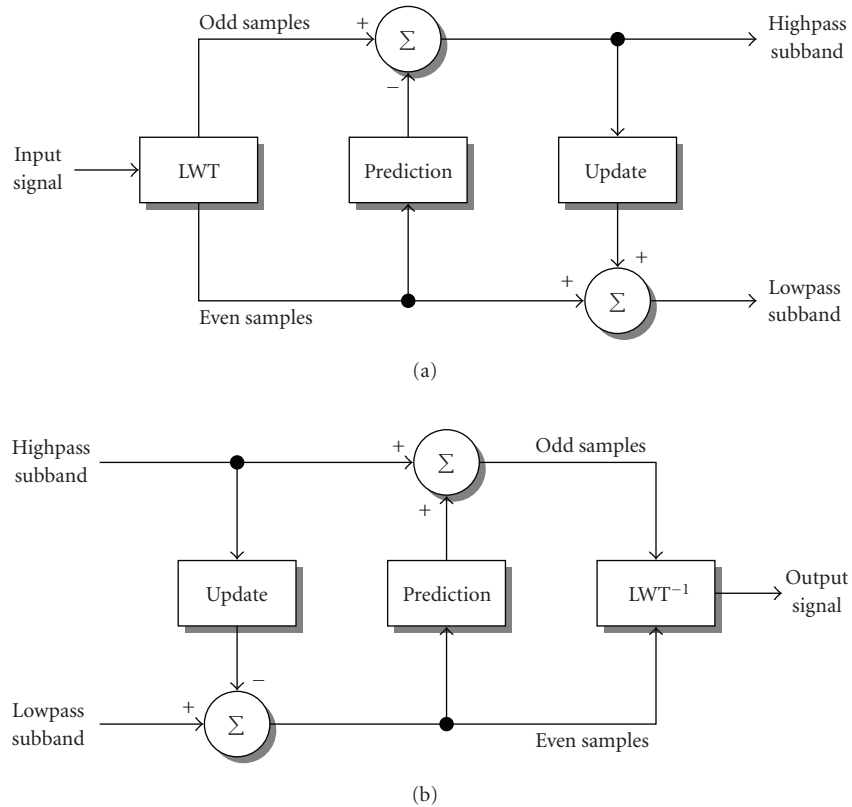 Odd samples
+
Σ
Highpass
subband
−
Input
signal
LWT
Prediction
Update
+
+
Σ
Lowpass
subband
Even samples
(a)
Highpass
subband
+
Σ
Odd samples
+
Update
Prediction
LWT−1
Output
signal
−
Lowpass
subband
+
Σ
Even samples
(b)